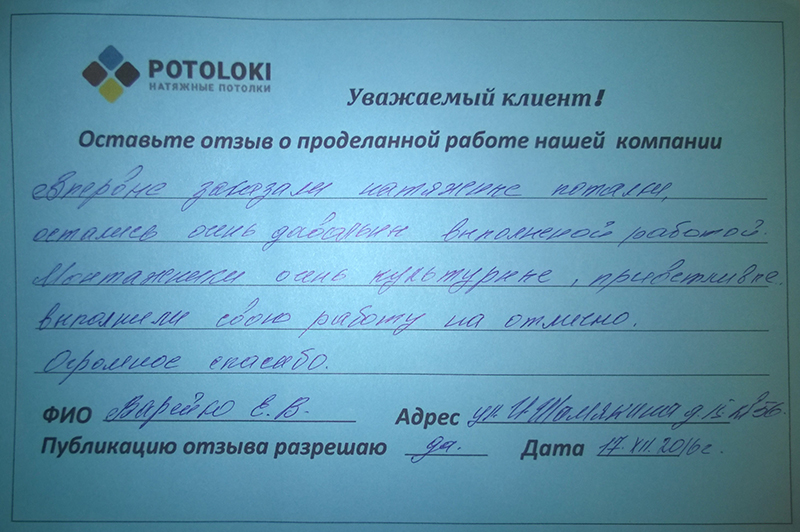 POTOLOKI
НАТЯЖНЫЕ ПОТОЛКИ
Уважаемый клиент!
Оставьте отзыв о проделанной работе нашей компании
Впервые заказали натяжные потолки,
остались очень довольны выполненой работой.
Монтажники очень культурные, приветливые.
выполнили свою работу на отлично.
Огромное спасибо.
ФИО Варейко Е. В. Адрес ул. И. Шамякина д кв 56.
Публикацию отзыва разрешаю да. Дата 17. XII. 2016 г.